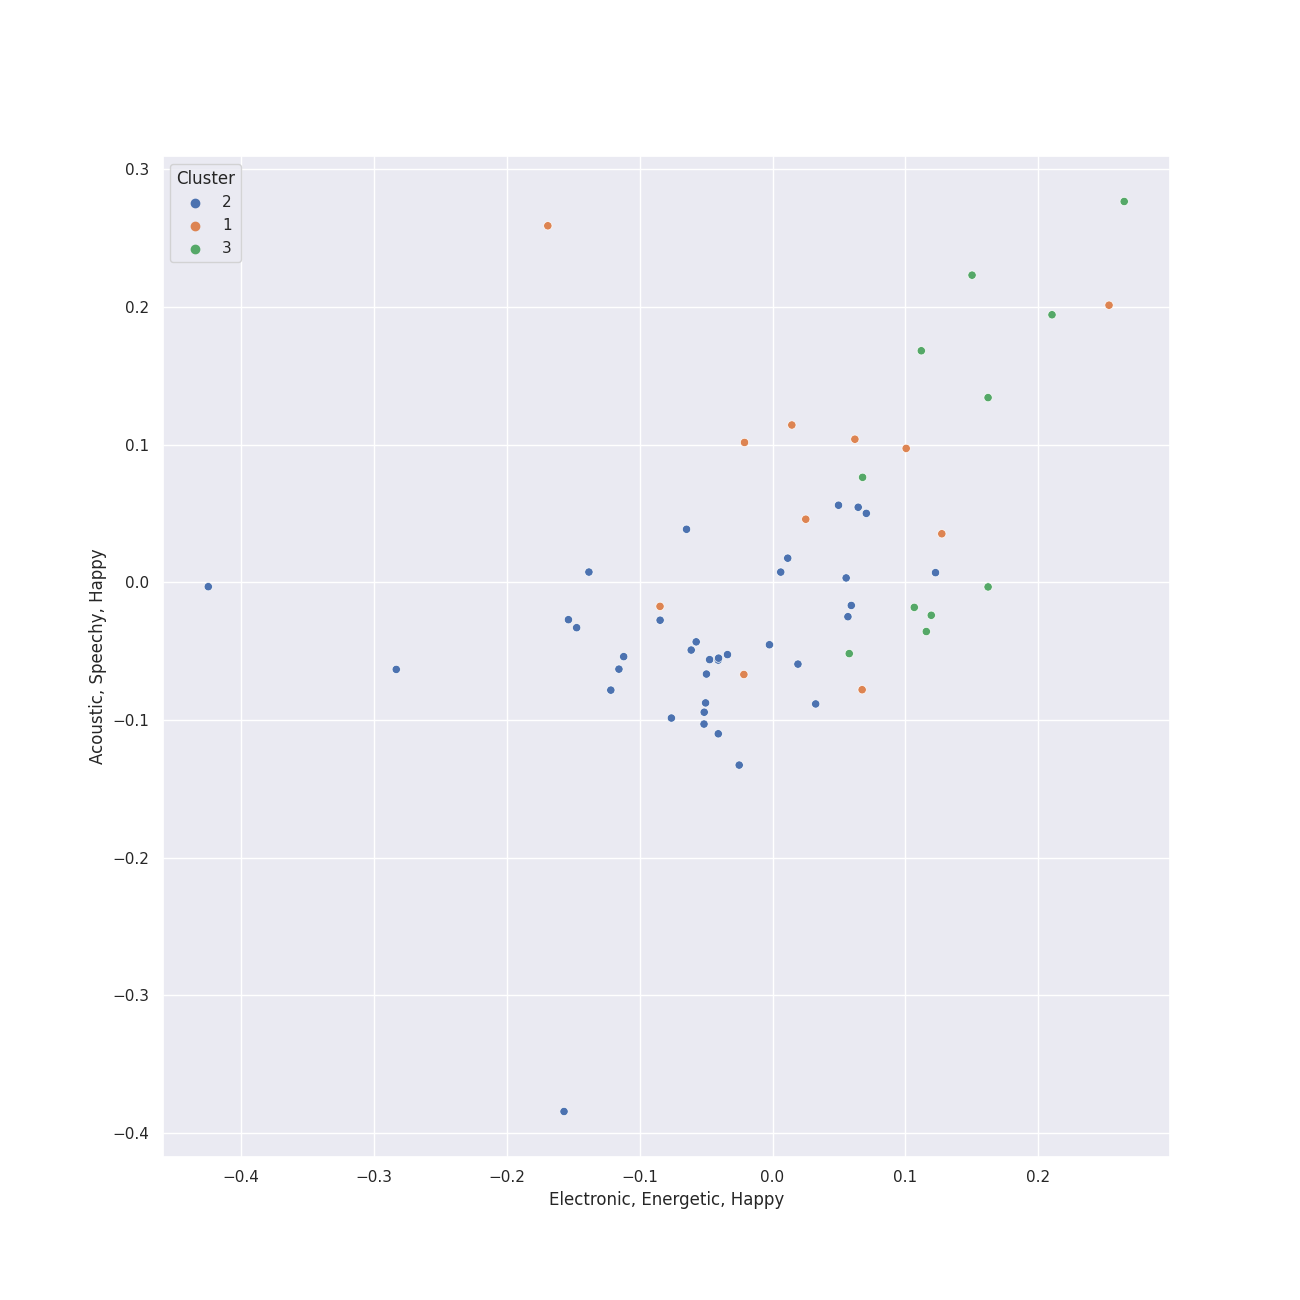 Cluster
2
1
3
0.3
0.2
0.1
0.0
−0.1
−0.2
−0.3
−0.4
Acoustic, Speechy, Happy
−0.4 −0.3 −0.2 −0.1 0.0 0.1 0.2
Electronic, Energetic, Happy